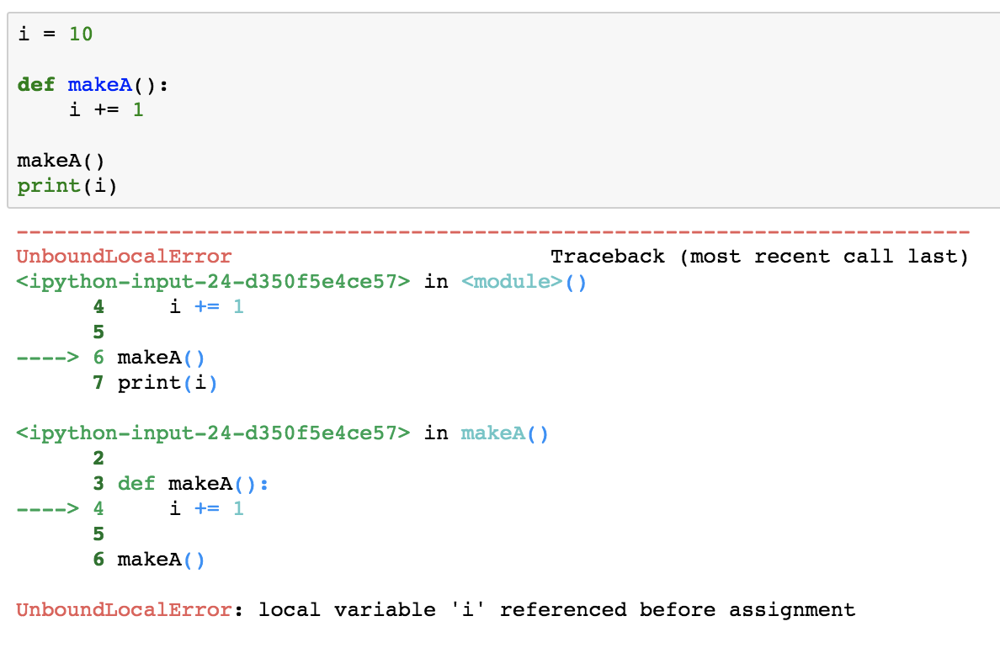 i = 10
def makeA():
    i += 1
makeA()
print(i)
---------------------------------------------------------------------------
UnboundLocalError                         Traceback (most recent call last)
<ipython-input-24-d350f5e4ce57> in <module>()
      4     i += 1
      5
----> 6 makeA()
      7 print(i)
<ipython-input-24-d350f5e4ce57> in makeA()
      2
      3 def makeA():
----> 4     i += 1
      5
      6 makeA()
UnboundLocalError: local variable 'i' referenced before assignment